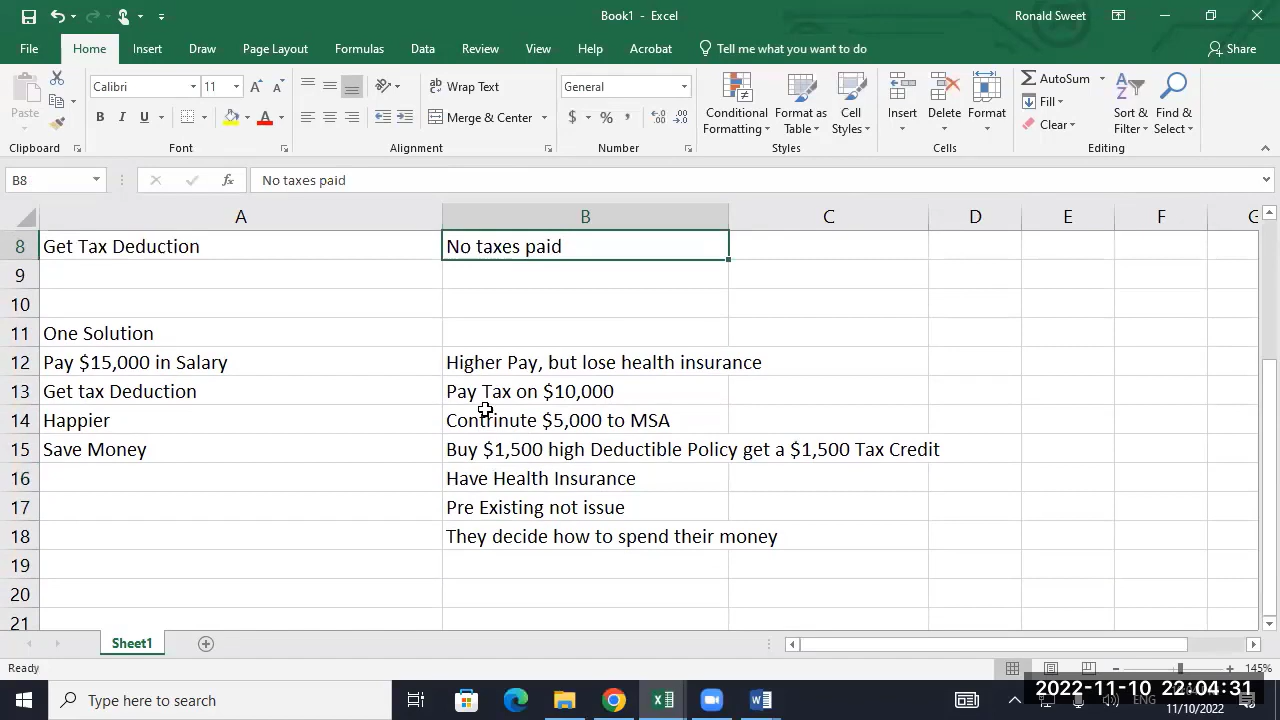 Book1 - Excel
Ronald Sweet
File Home Insert Draw Page Layout Formulas Data Review View Help Acrobat Tell me what you want to do Share
Paste
Calibri 11
B I U A
Wrap Text
Merge & Center
General
$ % ,
Conditional Formatting
Format as Table
Cell Styles
Insert
Delete
Format
AutoSum
Fill
Clear
Sort & Filter
Find & Select
Clipboard Font Alignment Number Styles Cells Editing
B8 fx No taxes paid
A B C D E F G
8 Get Tax Deduction No taxes paid
9
10
11 One Solution
12 Pay $15,000 in Salary Higher Pay, but lose health insurance
13 Get tax Deduction Pay Tax on $10,000
14 Happier Contrinute $5,000 to MSA
15 Save Money Buy $1,500 high Deductible Policy get a $1,500 Tax Credit
16 Have Health Insurance
17 Pre Existing not issue
18 They decide how to spend their money
19
20
21
Sheet1
Ready
145%
Type here to search
ENG
2022-11-10 22:04:31
11/10/2022